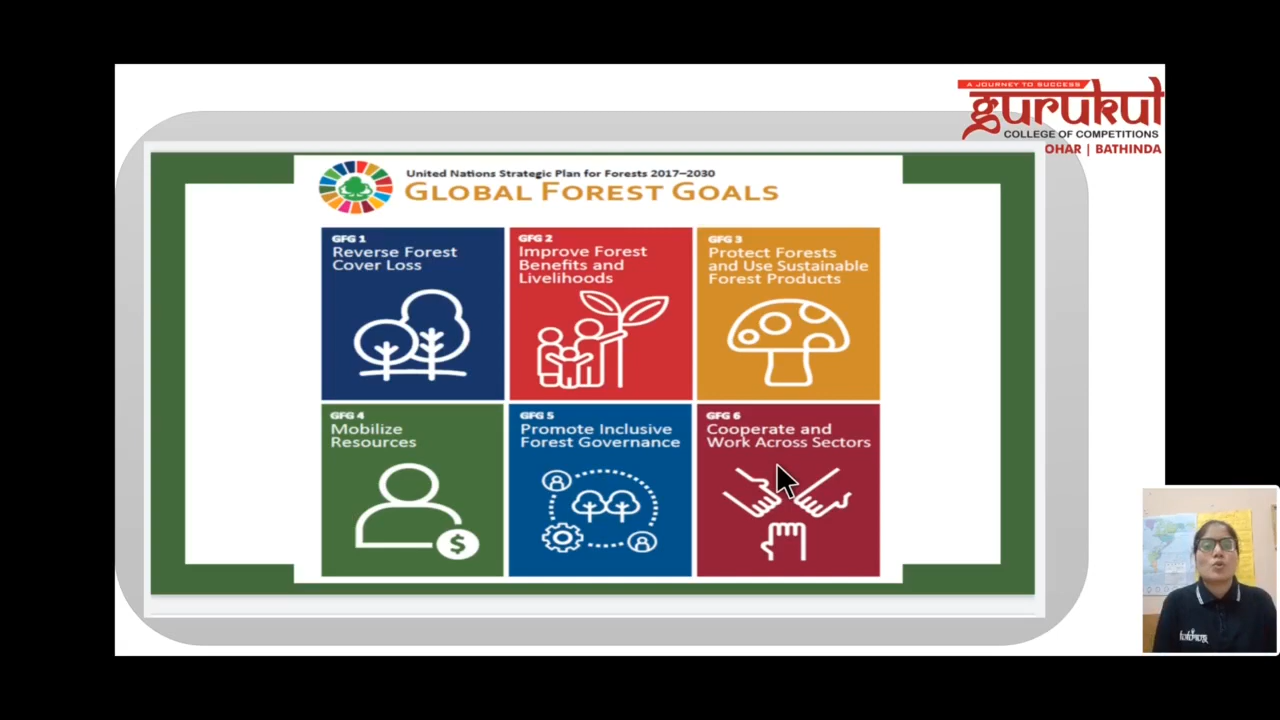 A JOURNEY TO SUCCESS
gurukul
COLLEGE OF COMPETITIONS
OHAR | BATHINDA
United Nations Strategic Plan for Forests 2017–2030
GLOBAL FOREST GOALS
GFG 1
Reverse Forest
Cover Loss
GFG 2
Improve Forest
Benefits and
Livelihoods
GFG 3
Protect Forests
and Use Sustainable
Forest Products
GFG 4
Mobilize
Resources
$
GFG 5
Promote Inclusive
Forest Governance
GFG 6
Cooperate and
Work Across Sectors